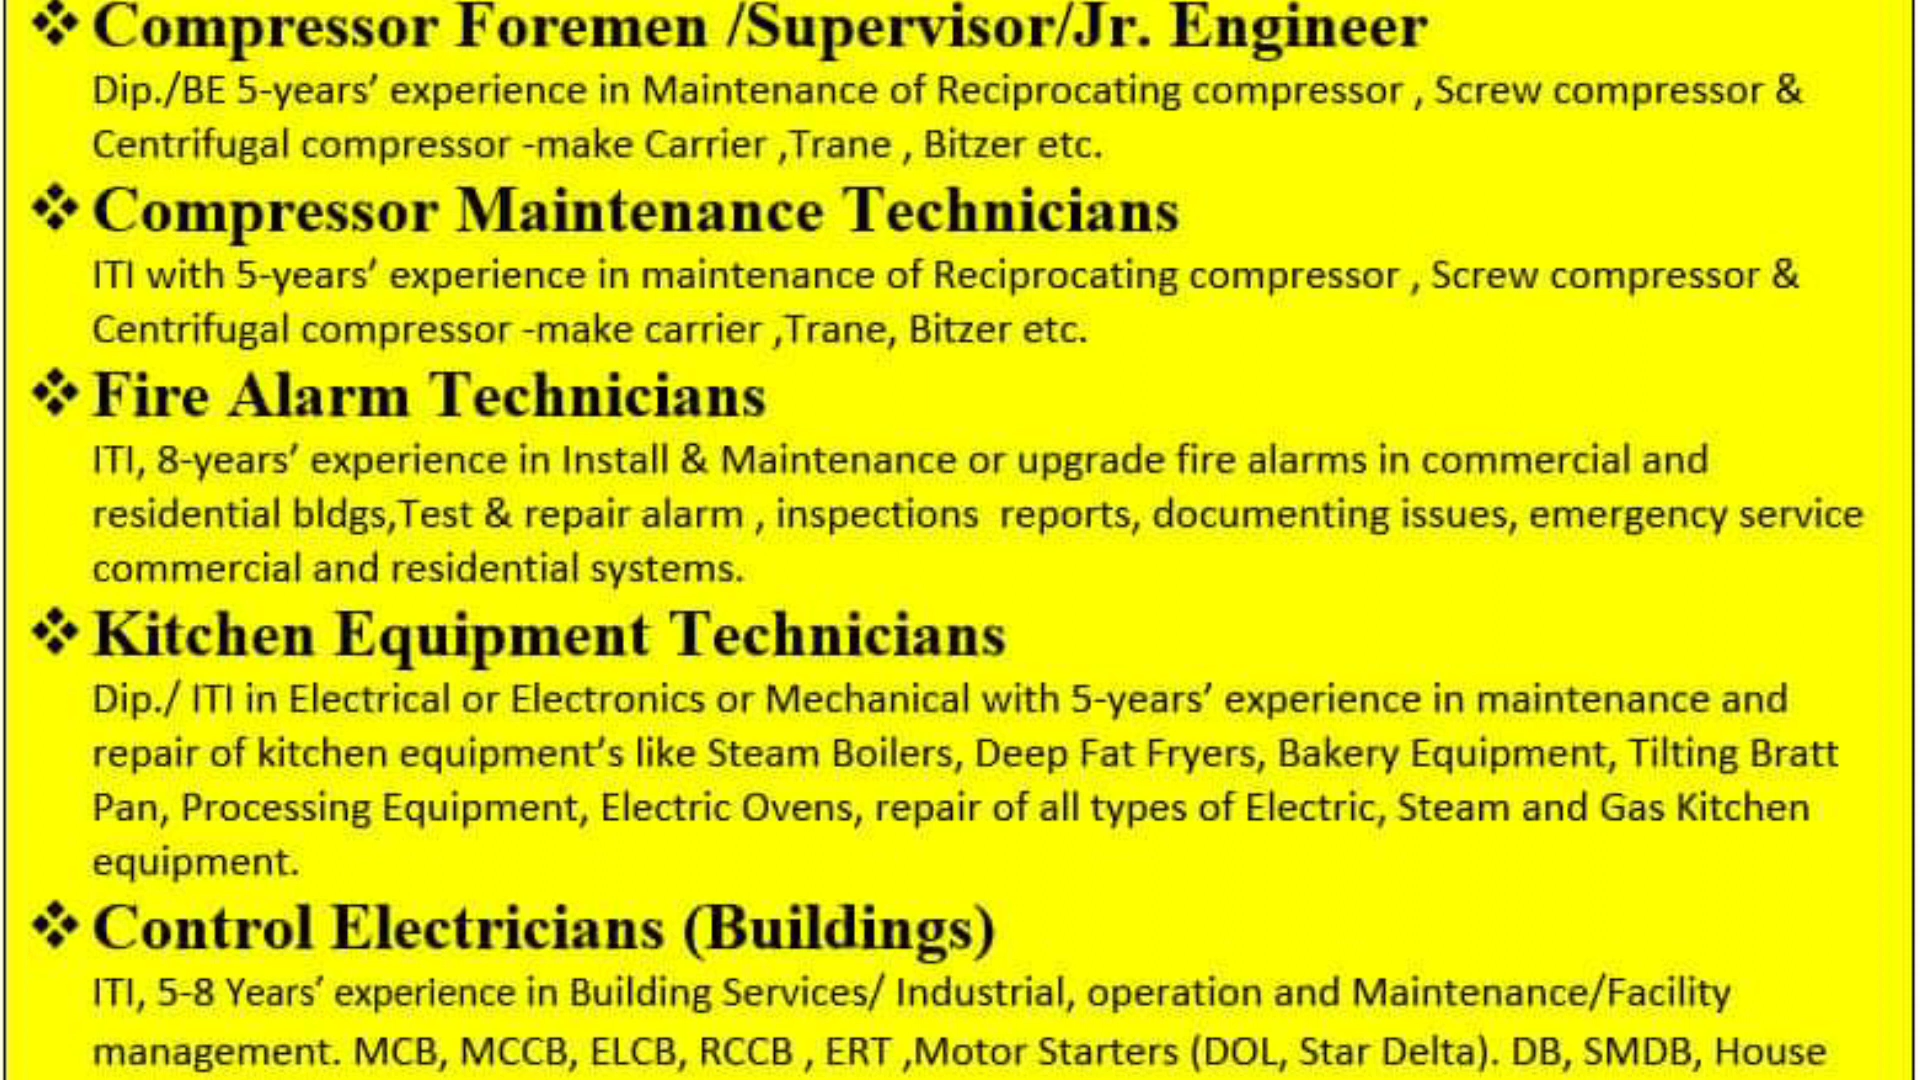 ❖ Compressor Foremen /Supervisor/Jr. Engineer
Dip./BE 5-years’ experience in Maintenance of Reciprocating compressor , Screw compressor &
Centrifugal compressor -make Carrier ,Trane , Bitzer etc.
❖ Compressor Maintenance Technicians
ITI with 5-years’ experience in maintenance of Reciprocating compressor , Screw compressor &
Centrifugal compressor -make carrier ,Trane, Bitzer etc.
❖ Fire Alarm Technicians
ITI, 8-years’ experience in Install & Maintenance or upgrade fire alarms in commercial and
residential bldgs,Test & repair alarm , inspections  reports, documenting issues, emergency service
commercial and residential systems.
❖ Kitchen Equipment Technicians
Dip./ ITI in Electrical or Electronics or Mechanical with 5-years’ experience in maintenance and
repair of kitchen equipment’s like Steam Boilers, Deep Fat Fryers, Bakery Equipment, Tilting Bratt
Pan, Processing Equipment, Electric Ovens, repair of all types of Electric, Steam and Gas Kitchen
equipment.
❖ Control Electricians (Buildings)
ITI, 5-8 Years’ experience in Building Services/ Industrial, operation and Maintenance/Facility
management. MCB, MCCB, ELCB, RCCB , ERT ,Motor Starters (DOL, Star Delta). DB, SMDB, House